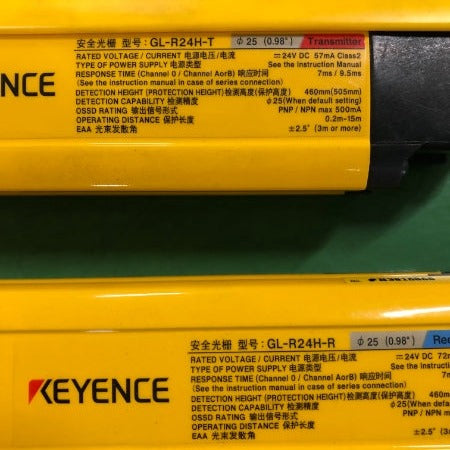 安全光栅 型号: GL-R24H-T φ25 (0.98") Transmitter
RATED VOLTAGE / CURRENT 电源电压/电流 ⎓ 24V DC 57mA Class2
TYPE OF POWER SUPPLY 电源类型 (See the instruction Manual
RESPONSE TIME (Channel 0 / Channel AorB) 响应时间 7ms / 9.5ms
(See the instruction manual in case of series connection)
DETECTION HEIGHT (PROTECTION HEIGHT)检测高度(保护高度) 460mm(505mm)
DETECTION CAPABILITY 检测精度 φ25(When default setting)
OSSD RATING 输出信号形式 PNP / NPN max 500mA
OPERATING DISTANCE 保护长度 0.2m-15m
EAA 光束发散角 ±2.5° (3m or more)
ENCE
安全光栅 型号: GL-R24H-R φ25 (0.98")
RATED VOLTAGE / CURRENT 电源电压/电流 ⎓ 24V DC
TYPE OF POWER SUPPLY 电源类型 (See the
RESPONSE TIME (Channel 0 / Channel AorB) 响应时间
(See the instruction manual in case of series connection)
DETECTION HEIGHT (PROTECTION HEIGHT)检测高度(保护高度)
DETECTION CAPABILITY 检测精度 φ25(When
OSSD RATING 输出信号形式 PNP / NPN
OPERATING DISTANCE 保护长度
EAA 光束发散角 ±2.5°
KEYENCE